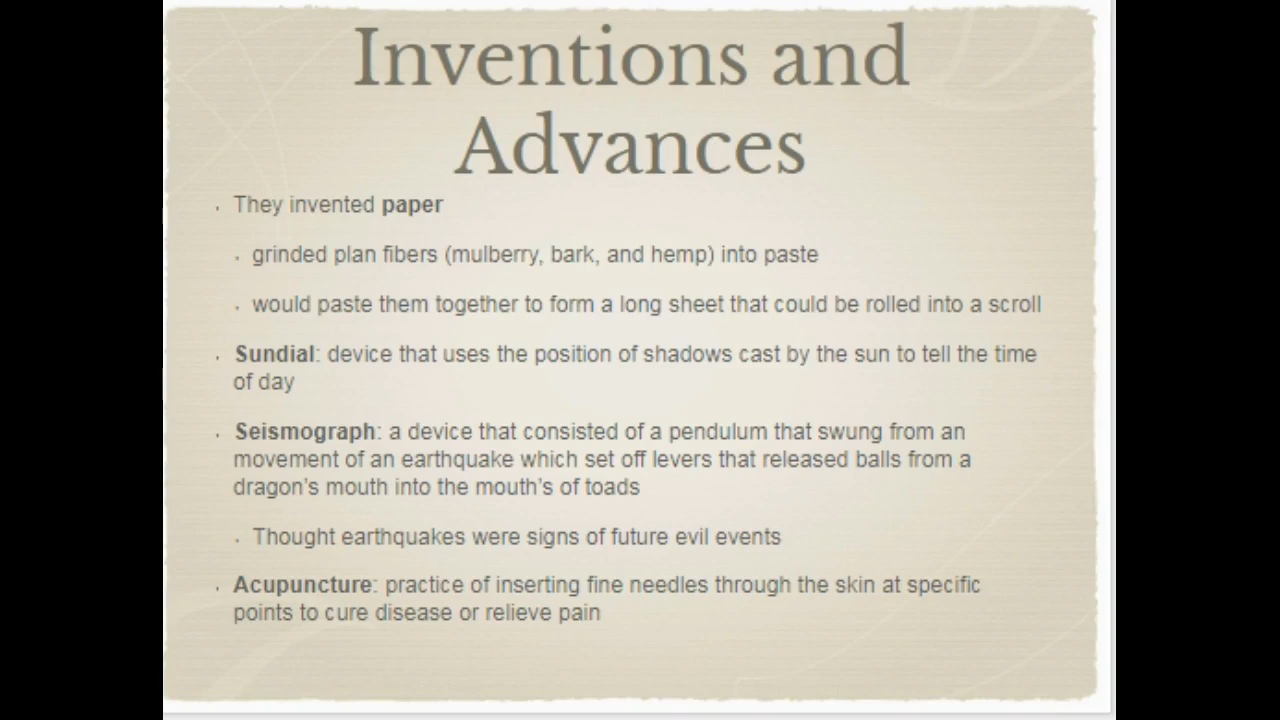 Inventions and
Advances
· They invented paper
· grinded plan fibers (mulberry, bark, and hemp) into paste
· would paste them together to form a long sheet that could be rolled into a scroll
· Sundial: device that uses the position of shadows cast by the sun to tell the time
of day
· Seismograph: a device that consisted of a pendulum that swung from an
movement of an earthquake which set off levers that released balls from a
dragon's mouth into the mouth's of toads
· Thought earthquakes were signs of future evil events
· Acupuncture: practice of inserting fine needles through the skin at specific
points to cure disease or relieve pain